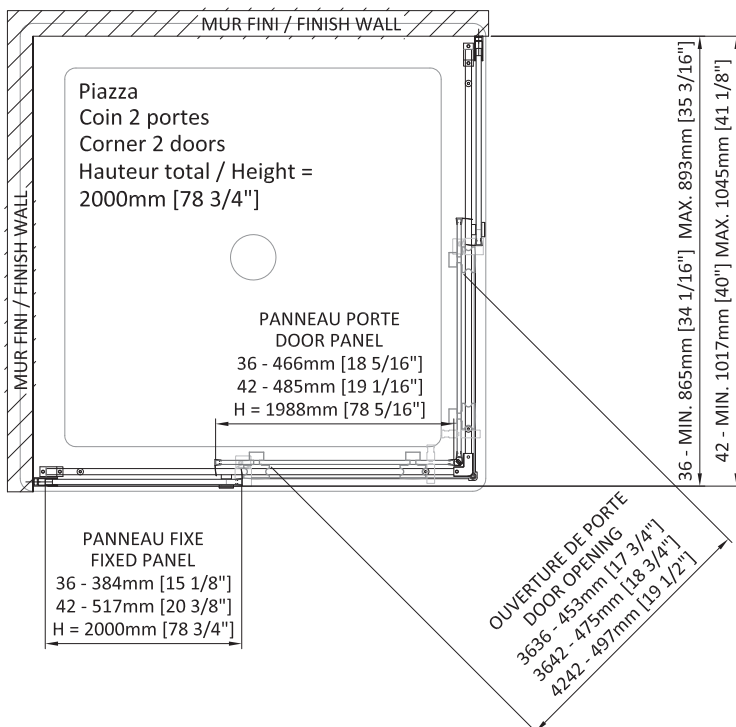 MUR FINI / FINISH WALL
MUR FINI / FINISH WALL
Piazza
Coin 2 portes
Corner 2 doors
Hauteur total / Height =
2000mm [78 3/4"]
PANNEAU PORTE
DOOR PANEL
36 - 466mm [18 5/16"]
42 - 485mm [19 1/16"]
H = 1988mm [78 5/16"]
36 - MIN. 865mm [34 1/16"] MAX. 893mm [35 3/16"]
42 - MIN. 1017mm [40"] MAX. 1045mm [41 1/8"]
PANNEAU FIXE
FIXED PANEL
36 - 384mm [15 1/8"]
42 - 517mm [20 3/8"]
H = 2000mm [78 3/4"]
OUVERTURE DE PORTE
DOOR OPENING
3636 - 453mm [17 3/4"]
3642 - 475mm [18 3/4"]
4242 - 497mm [19 1/2"]